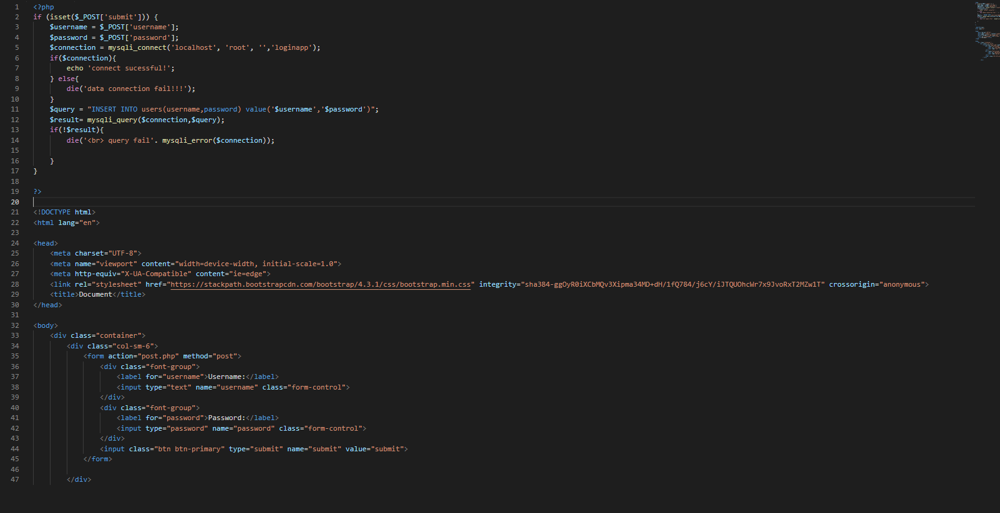 1 <?php
2 if (isset($_POST['submit'])) {
3 $username = $_POST['username'];
4 $password = $_POST['password'];
5 $connection = mysqli_connect('localhost', 'root', '','loginapp');
6 if($connection){
7 echo 'connect sucessful!';
8 } else{
9 die('data connection fail!!!');
10 }
11 $query = "INSERT INTO users(username,password) value('$username','$password')";
12 $result= mysqli_query($connection,$query);
13 if(!$result){
14 die('<br> query fail'. mysqli_error($connection));
15
16 }
17 }
18
19 ?>
20
21 <!DOCTYPE html>
22 <html lang="en">
23
24 <head>
25 <meta charset="UTF-8">
26 <meta name="viewport" content="width=device-width, initial-scale=1.0">
27 <meta http-equiv="X-UA-Compatible" content="ie=edge">
28 <link rel="stylesheet" href="https://stackpath.bootstrapcdn.com/bootstrap/4.3.1/css/bootstrap.min.css" integrity="sha384-ggOyR0iXCbMQv3Xipma34MD+dH/1fQ784/j6cY/iJTQUOhcWr7x9JvoRxT2MZw1T" crossorigin="anonymous">
29 <title>Document</title>
30 </head>
31
32 <body>
33 <div class="container">
34 <div class="col-sm-6">
35 <form action="post.php" method="post">
36 <div class="font-group">
37 <label for="username">Username:</label>
38 <input type="text" name="username" class="form-control">
39 </div>
40 <div class="font-group">
41 <label for="password">Password:</label>
42 <input type="password" name="password" class="form-control">
43 </div>
44 <input class="btn btn-primary" type="submit" name="submit" value="submit">
45 </form>
46
47 </div>